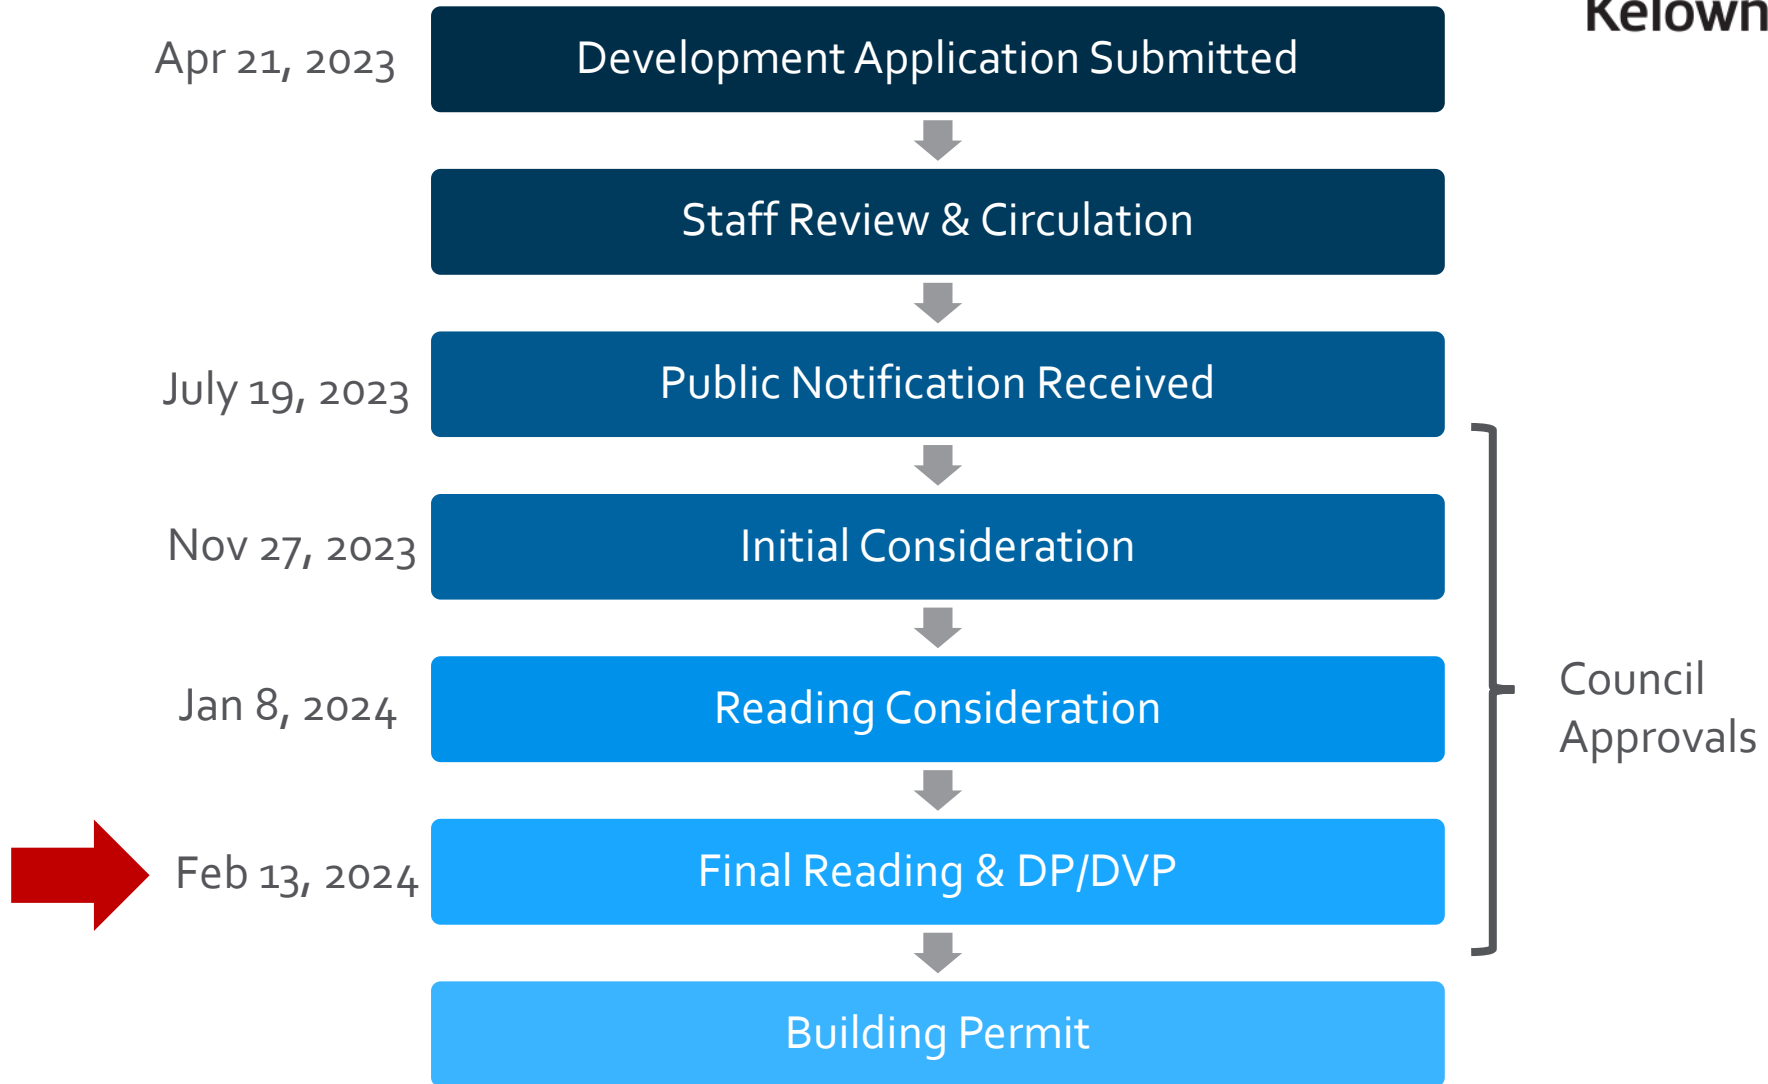 Kelown
Apr 21, 2023
Development Application Submitted
Staff Review & Circulation
July 19, 2023
Public Notification Received
Nov 27, 2023
Initial Consideration
Jan 8, 2024
Reading Consideration
Council
Approvals
Feb 13, 2024
Final Reading & DP/DVP
Building Permit